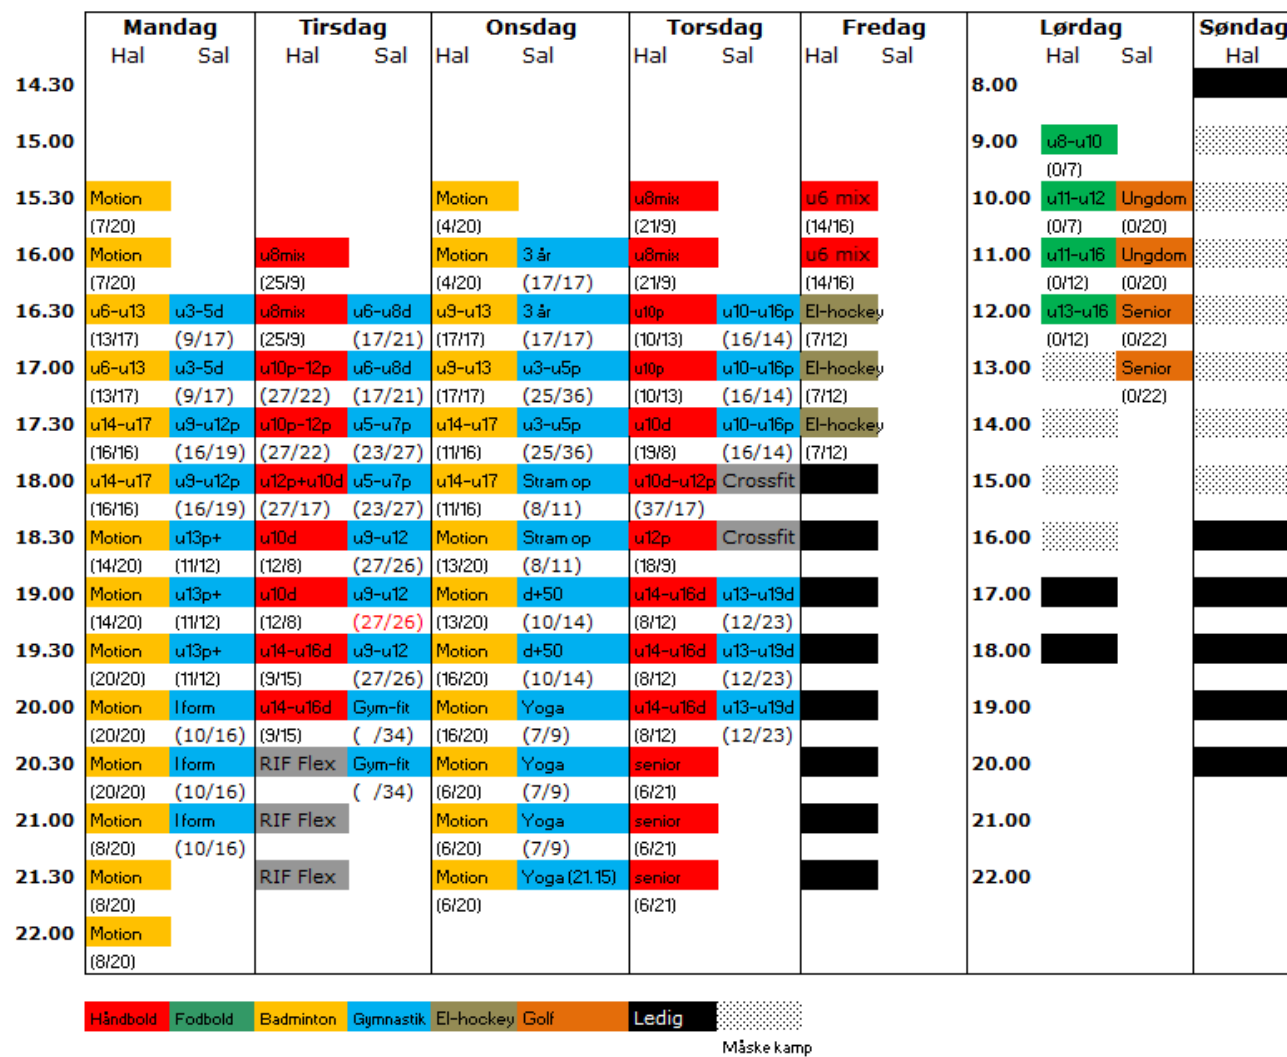 Mandag Tirsdag Onsdag Torsdag Fredag Lørdag Søndag
Hal Sal Hal Sal Hal Sal Hal Sal Hal Sal Hal Sal Hal
14.30 8.00
15.00 9.00 u8-u10
(0/7)
15.30 Motion Motion u8mix u6 mix 10.00 u11-u12 Ungdom
(7/20) (4/20) (21/9) (14/16) (0/7) (0/20)
16.00 Motion u8mix Motion 3 år u8mix u6 mix 11.00 u11-u16 Ungdom
(7/20) (25/9) (4/20) (17/17) (21/9) (14/16) (0/12) (0/20)
16.30 u6-u13 u3-5d u8mix u6-u8d u9-u13 3 år u10p u10-u16p El-hockey 12.00 u13-u16 Senior
(13/17) (9/17) (25/9) (17/21) (17/17) (17/17) (10/13) (16/14) (7/12) (0/12) (0/22)
17.00 u6-u13 u3-5d u10p-12p u6-u8d u9-u13 u3-u5p u10p u10-u16p El-hockey 13.00 Senior
(13/17) (9/17) (27/22) (17/21) (17/17) (25/36) (10/13) (16/14) (7/12) (0/22)
17.30 u14-u17 u9-u12p u10p-12p u5-u7p u14-u17 u3-u5p u10d u10-u16p El-hockey 14.00
(16/16) (16/19) (27/22) (23/27) (11/16) (25/36) (19/8) (16/14) (7/12)
18.00 u14-u17 u9-u12p u12p+u10d u5-u7p u14-u17 Stram op u10d-u12p Crossfit 15.00
(16/16) (16/19) (27/17) (23/27) (11/16) (8/11) (37/17)
18.30 Motion u13p+ u10d u9-u12 Motion Stram op u12p Crossfit 16.00
(14/20) (11/12) (12/8) (27/26) (13/20) (8/11) (18/9)
19.00 Motion u13p+ u10d u9-u12 Motion d+50 u14-u16d u13-u19d 17.00
(14/20) (11/12) (12/8) (27/26) (13/20) (10/14) (8/12) (12/23)
19.30 Motion u13p+ u14-u16d u9-u12 Motion d+50 u14-u16d u13-u19d 18.00
(20/20) (11/12) (9/15) (27/26) (16/20) (10/14) (8/12) (12/23)
20.00 Motion I form u14-u16d Gym-fit Motion Yoga u14-u16d u13-u19d 19.00
(20/20) (10/16) (9/15) ( /34) (16/20) (7/9) (8/12) (12/23)
20.30 Motion I form RIF Flex Gym-fit Motion Yoga senior 20.00
(20/20) (10/16) ( /34) (6/20) (7/9) (6/21)
21.00 Motion I form RIF Flex Motion Yoga senior 21.00
(8/20) (10/16) (6/20) (7/9) (6/21)
21.30 Motion RIF Flex Motion Yoga (21.15) senior 22.00
(8/20) (6/20) (6/21)
22.00 Motion
(8/20)
Håndbold Fodbold Badminton Gymnastik El-hockey Golf Ledig
Måske kamp